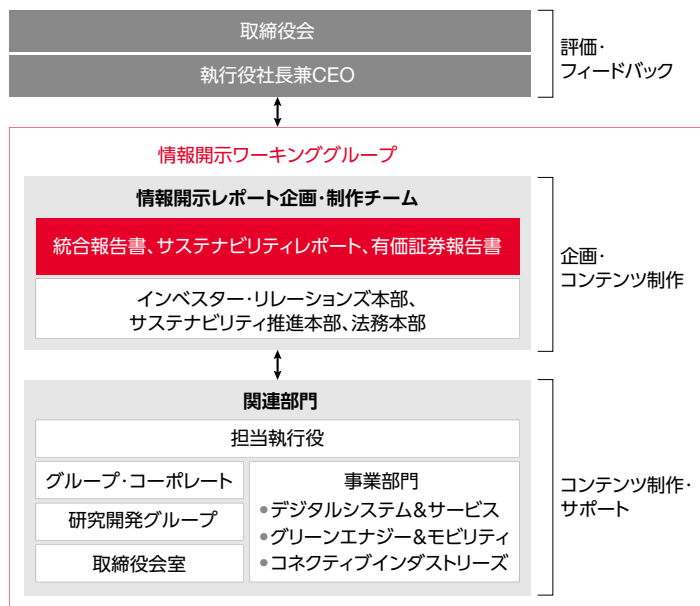 取締役会
執行役社長兼CEO
評価・
フィードバック
情報開示ワーキンググループ
情報開示レポート企画・制作チーム
統合報告書、サステナビリティレポート、有価証券報告書
インベスター・リレーションズ本部、
サステナビリティ推進本部、法務本部
企画・
コンテンツ制作
関連部門
担当執行役
グループ・コーポレート
研究開発グループ
取締役会室
事業部門
●デジタルシステム&サービス
●グリーンエナジー&モビリティ
●コネクティブインダストリーズ
コンテンツ制作・
サポート